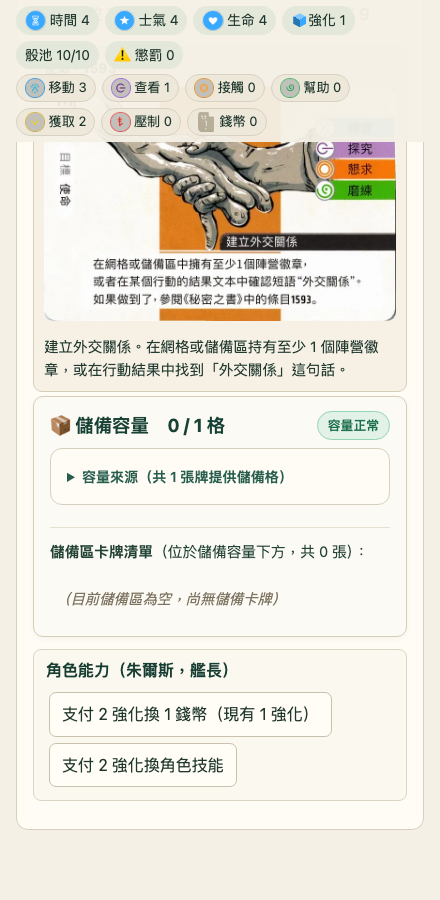 時間 4
士氣 4
生命 4
強化 1
骰池 10/10
懲罰 0
移動 3
查看 1
接觸 0
幫助 0
獲取 2
壓制 0
錢幣 0
目標 使命
探究
懇求
磨練
建立外交關係
在網格或儲備區中擁有至少1個陣營徽章，
或者在某個行動的結果文本中確認短語“外交關係”。
如果做到了，參閱《秘密之書》中的條目1593。
建立外交關係。在網格或儲備區持有至少 1 個陣營徽
章，或在行動結果中找到「外交關係」這句話。
儲備容量 0 / 1 格
容量正常
▶ 容量來源（共 1 張牌提供儲備格）
儲備區卡牌清單（位於儲備容量下方，共 0 張）：
（目前儲備區為空，尚無儲備卡牌）
角色能力（朱爾斯，艦長）
支付 2 強化換 1 錢幣（現有 1 強化）
支付 2 強化換角色技能